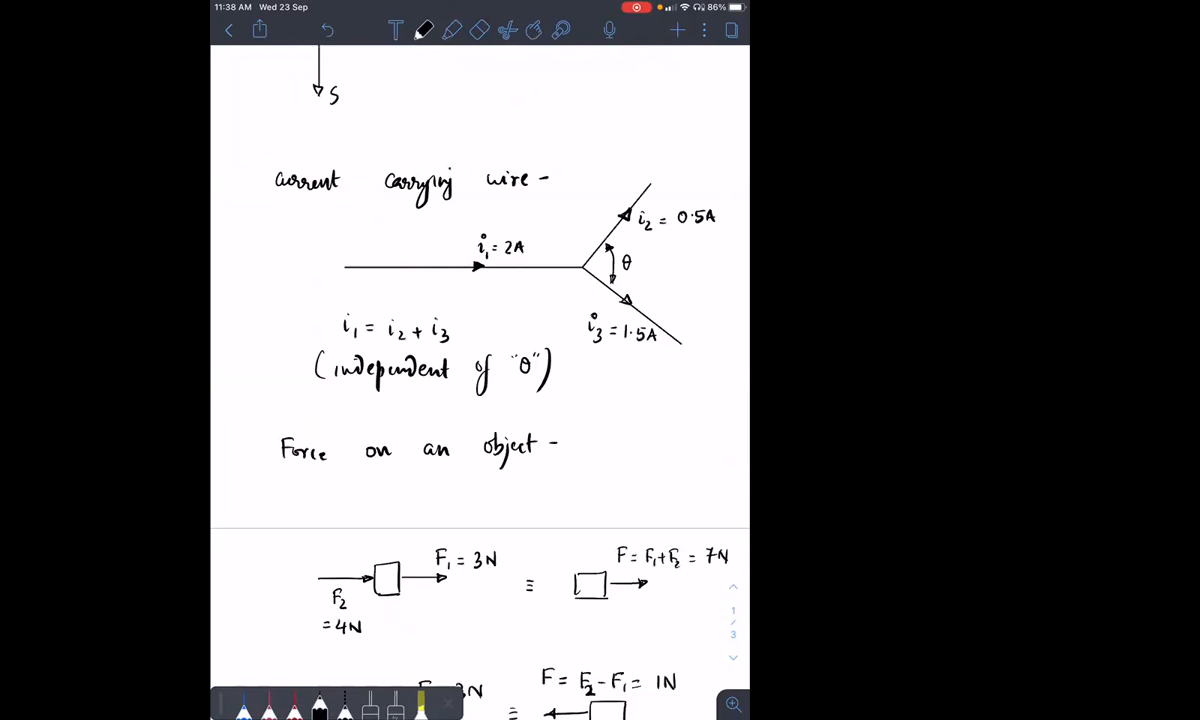 11:38 AM Wed 23 Sep
86%
S
current carrying wire -
i₂ = 0.5A
i₁ = 2A
θ
i₃ = 1.5A
i₁ = i₂ + i₃
(independent of "θ")
Force on an object -
F₁ = 3N
F = F₁+F₂ = 7N
F₂
= 4N
1
/
3
F = F₂ - F₁ = 1N
3N